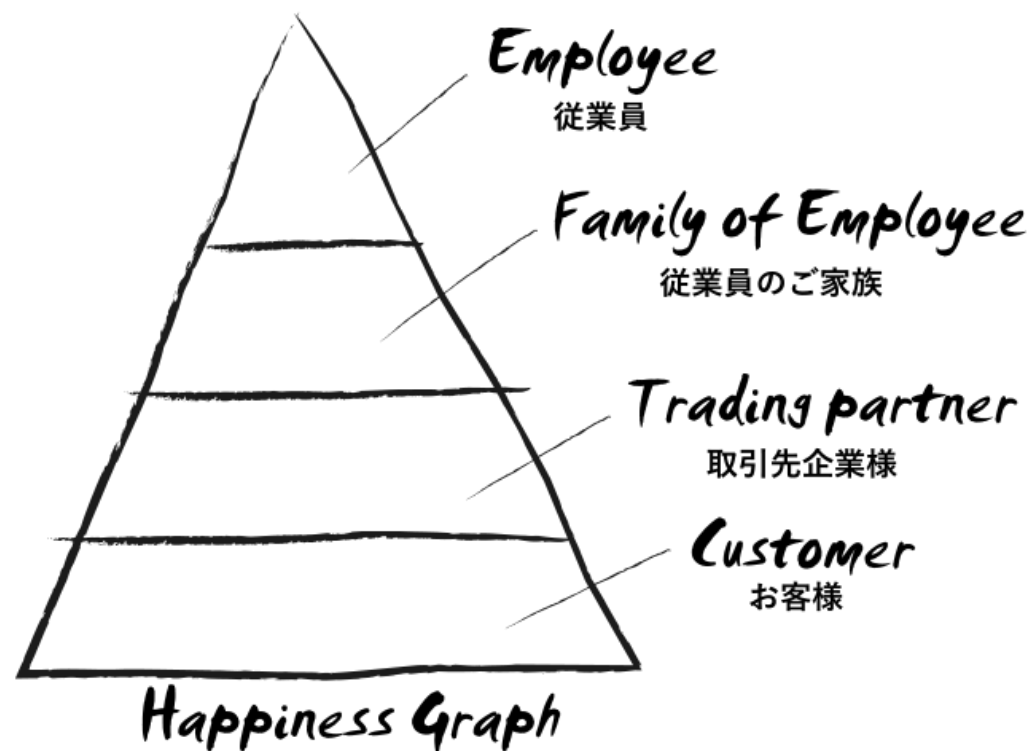 Employee
従業員
Family of Employee
従業員のご家族
Trading partner
取引先企業様
Customer
お客様
Happiness Graph